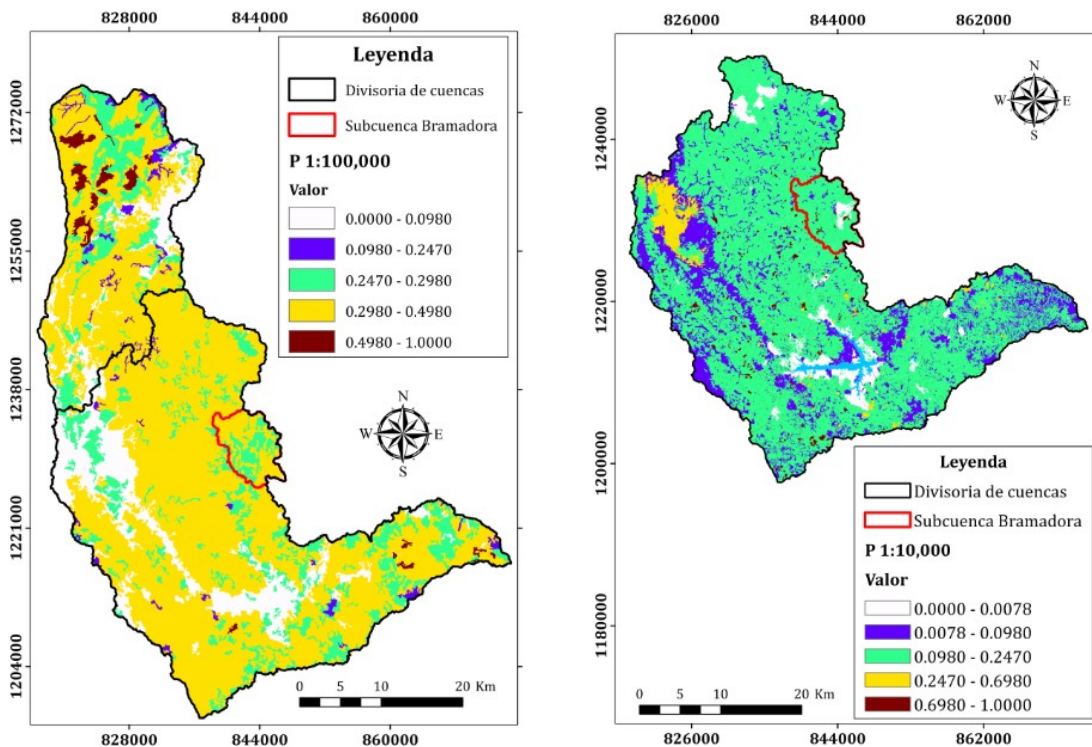 828000 844000 860000
Leyenda
Divisoria de cuencas
Subcuenca Bramadora
P 1:100,000
Valor
0.0000 - 0.0980
0.0980 - 0.2470
0.2470 - 0.2980
0.2980 - 0.4980
0.4980 - 1.0000
1272000
1255000
1238000
1221000
1204000
N
W E
S
0 5 10 20 Km
828000 844000 860000
826000 844000 862000
N
W E
S
1240000
1220000
1200000
1180000
Leyenda
Divisoria de cuencas
Subcuenca Bramadora
P 1:10,000
Valor
0.0000 - 0.0078
0.0078 - 0.0980
0.0980 - 0.2470
0.2470 - 0.6980
0.6980 - 1.0000
0 5 10 20 Km
826000 844000 862000